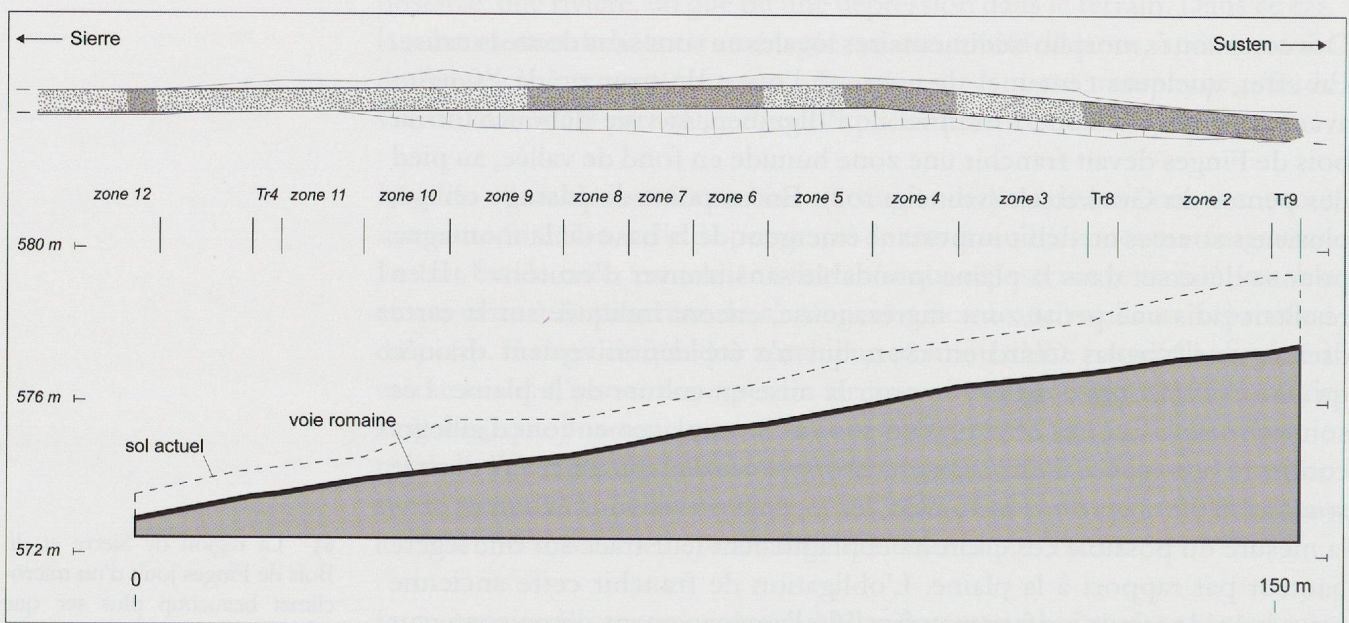 Sierre
Susten
zone 12 Tr4 zone 11 zone 10 zone 9 zone 8 zone 7 zone 6 zone 5 zone 4 zone 3 Tr8 zone 2 Tr9
580 m
576 m
voie romaine
sol actuel
572 m
0
150 m